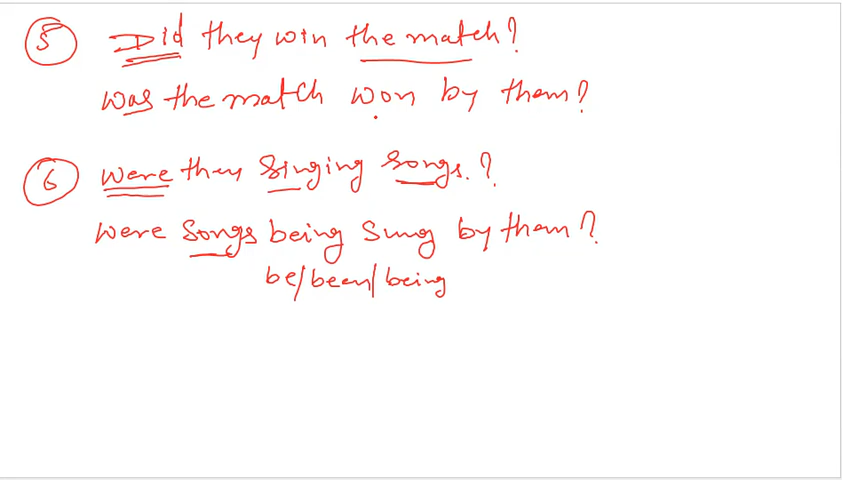 ⑤ Did they win the match?
Was the match won by them?
⑥ Were they singing songs.?
Were songs being sung by them?
be/been/being